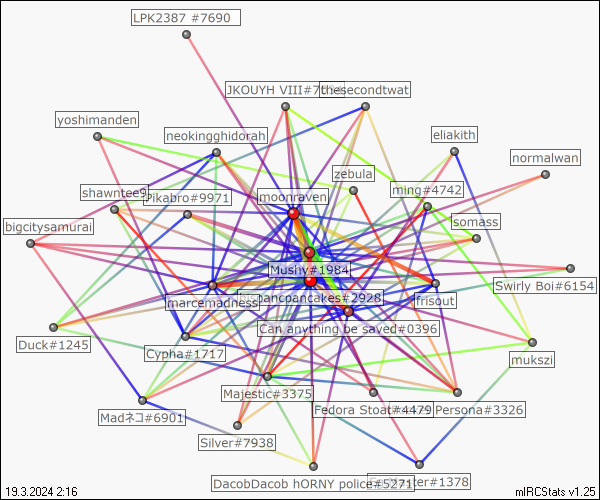 LPK2387 #7690
JKOUYH VIII#7
thesecondtwat
yoshimanden
neokingghidorah
eliakith
normalwan
zebula
shawntee9
Pikabro#9971
moonraven
ming#4742
bigcitysamurai
somass
Mushy#1984
Swirly Boi#6154
marcemadness
pancpancakes#2928
frisout
Can anything be saved#0396
Duck#1245
Cypha#1717
mukszi
Majestic#3375
Madネコ#6901
Fedora Stoat#4479
Persona#3326
Silver#7938
DacobDacob hORNY police#5271
#1378
19.3.2024 2:16
mIRCStats v1.25